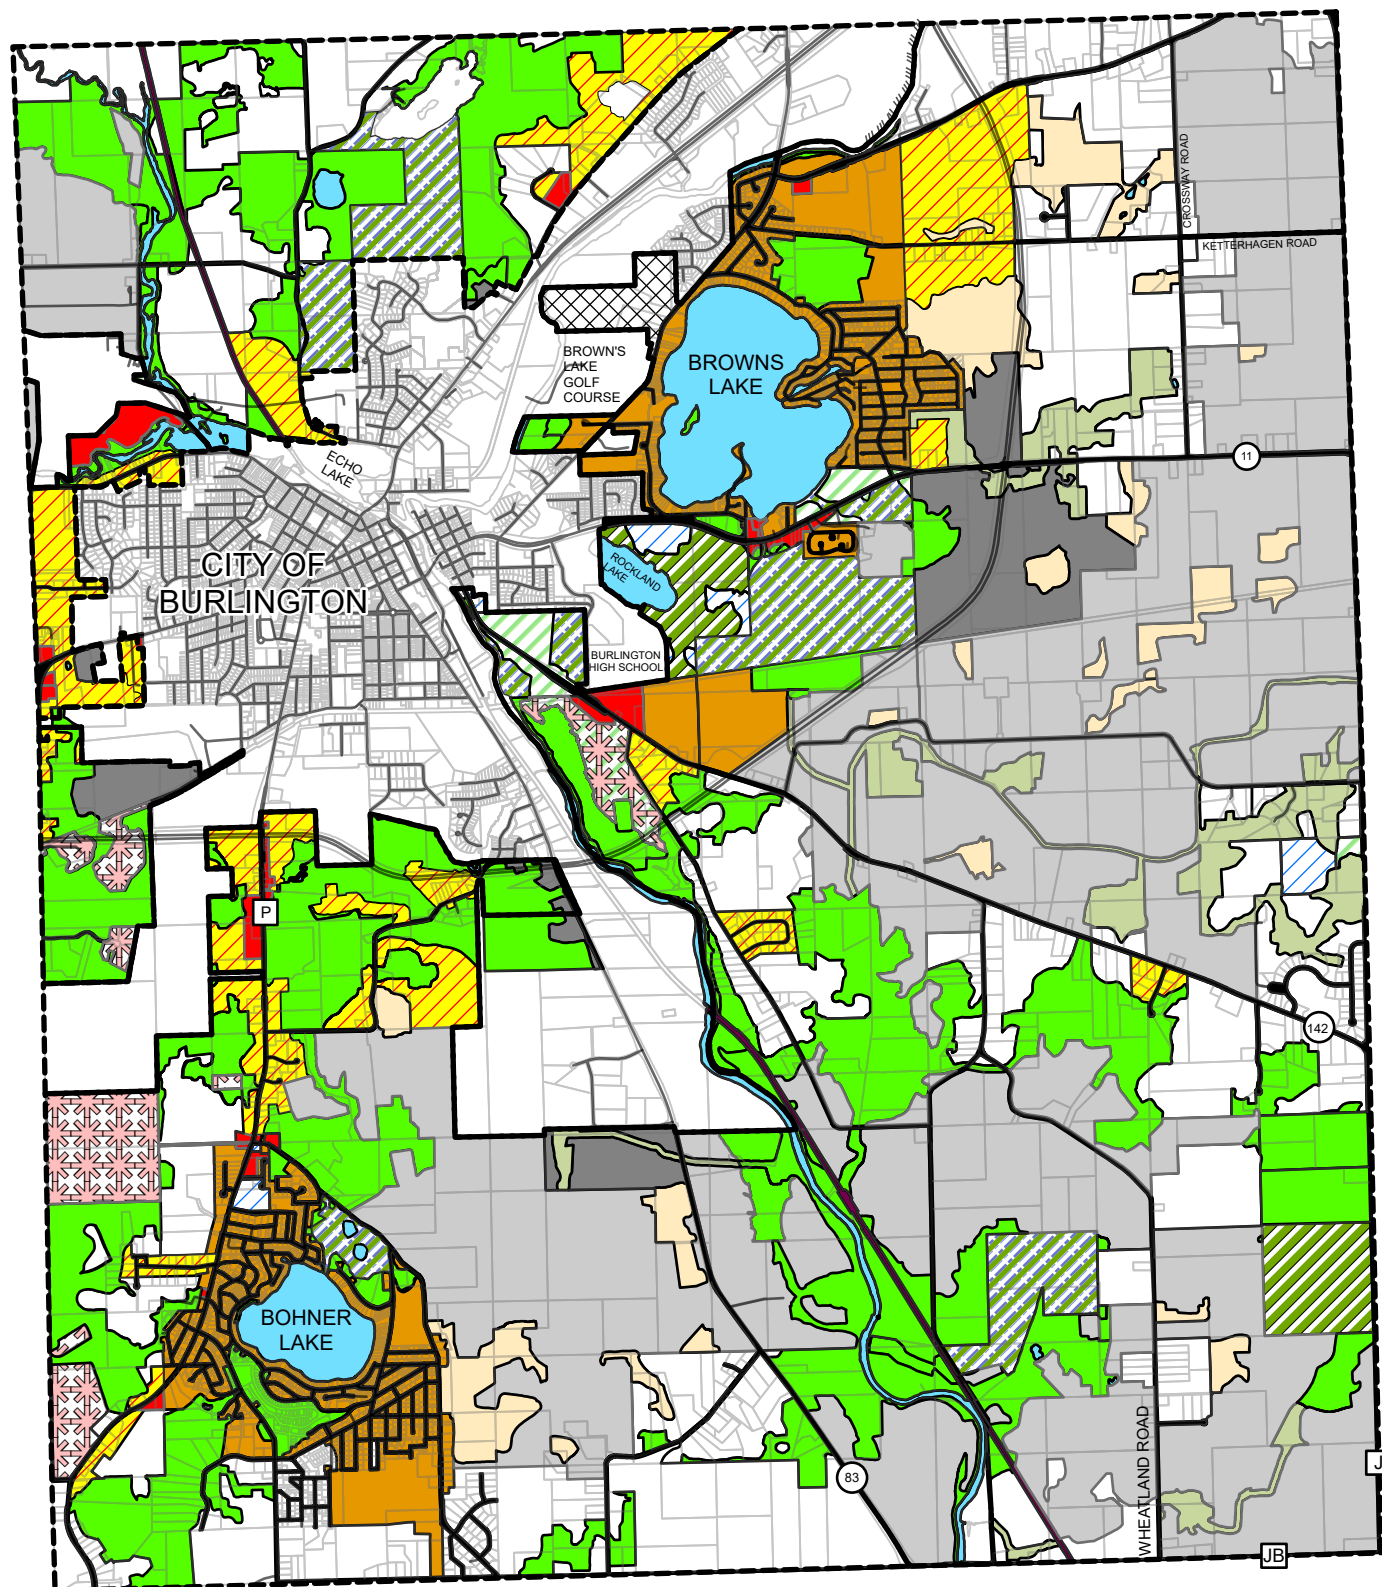 CROSSWAY ROAD
KETTERHAGEN ROAD
BROWN'S
LAKE
GOLF
COURSE
BROWNS
LAKE
11
ECHO
LAKE
CITY OF
BURLINGTON
ROCKLAND
LAKE
BURLINGTON
HIGH SCHOOL
P
142
BOHNER
LAKE
83
WHEATLAND ROAD
J
JB